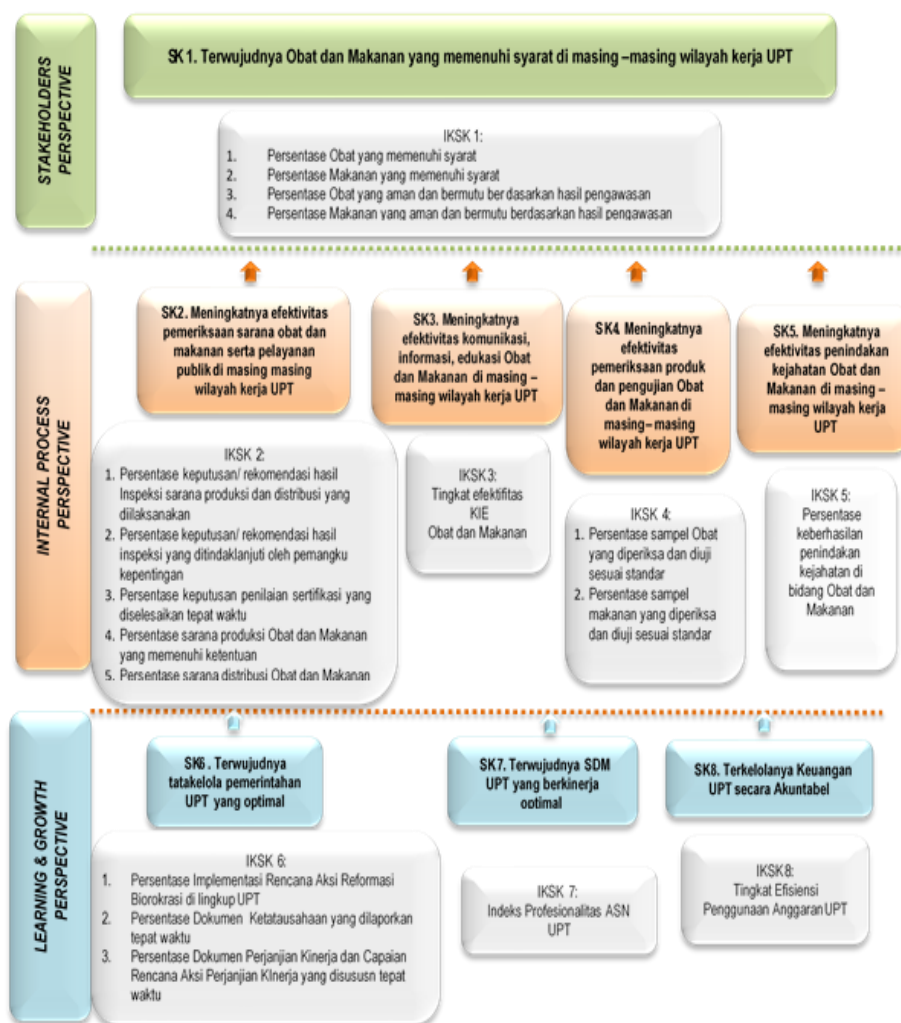 STAKEHOLDERS
PERSPECTIVE
SK 1. Terwujudnya Obat dan Makanan yang memenuhi syarat di masing –masing wilayah kerja UPT
IKSK 1:
1. Persentase Obat yang memenuhi syarat
2. Persentase Makanan yang memenuhi syarat
3. Persentase Obat yang aman dan bermutu berdasarkan hasil pengawasan
4. Persentase Makanan yang aman dan bermutu berdasarkan hasil pengawasan
INTERNAL PROCESS
PERSPECTIVE
SK2. Meningkatnya efektivitas
pemeriksaan sarana obat dan
makanan serta pelayanan
publik di masing masing
wilayah kerja UPT
IKSK 2:
1. Persentase keputusan/ rekomendasi hasil
Inspeksi sarana produksi dan distribusi yang
diilaksanakan
2. Persentase keputusan/ rekomendasi hasil
inspeksi yang ditindaklanjuti oleh pemangku
kepentingan
3. Persentase keputusan penilaian sertifikasi yang
diselesaikan tepat waktu
4. Persentase sarana produksi Obat dan Makanan
yang memenuhi ketentuan
5. Persentase sarana distribusi Obat dan Makanan
SK3. Meningkatnya
efektivitas komunikasi,
informasi, edukasi Obat
dan Makanan di masing –
masing wilayah kerja UPT
IKSK 3:
Tingkat efektifitas
KIE
Obat dan Makanan
SK4 Meningkatnya
efektivitas
pemeriksaan produk
dan pengujian Obat
dan Makanan di
masing– masing
wilayah kerja UPT
IKSK 4:
1. Persentase sampel Obat
yang diperiksa dan diuji
sesuai standar
2. Persentase sampel
makanan yang diperiksa
dan diuji sesuai standar
SK5. Meningkatnya
efektivitas penindakan
kejahatan Obat dan
Makanan di masing –
masing wilayah kerja
UPT
IKSK 5:
Persentase
keberhasilan
penindakan
kejahatan di
bidang Obat dan
Makanan
LEARNING & GROWTH
PERSPECTIVE
SK6 . Terwujudnya
tatakelola pemerintahan
UPT yang optimal
IKSK 6:
1. Persentase Implementasi Rencana Aksi Reformasi
Biorokrasi di lingkup UPT
2. Persentase Dokumen Ketatausahaan yang dilaporkan
tepat waktu
3. Persentase Dokumen Perjanjian Kinerja dan Capaian
Rencana Aksi Perjanjian KInerja yang disususn tepat
waktu
SK7. Terwujudnya SDM
UPT yang berkinerja
optimal
IKSK 7:
Indeks Profesionalitas ASN
UPT
SK8. Terkelolanya Keuangan
UPT secara Akuntabel
IKSK 8:
Tingkat Efisiensi
Penggunaan Anggaran UPT